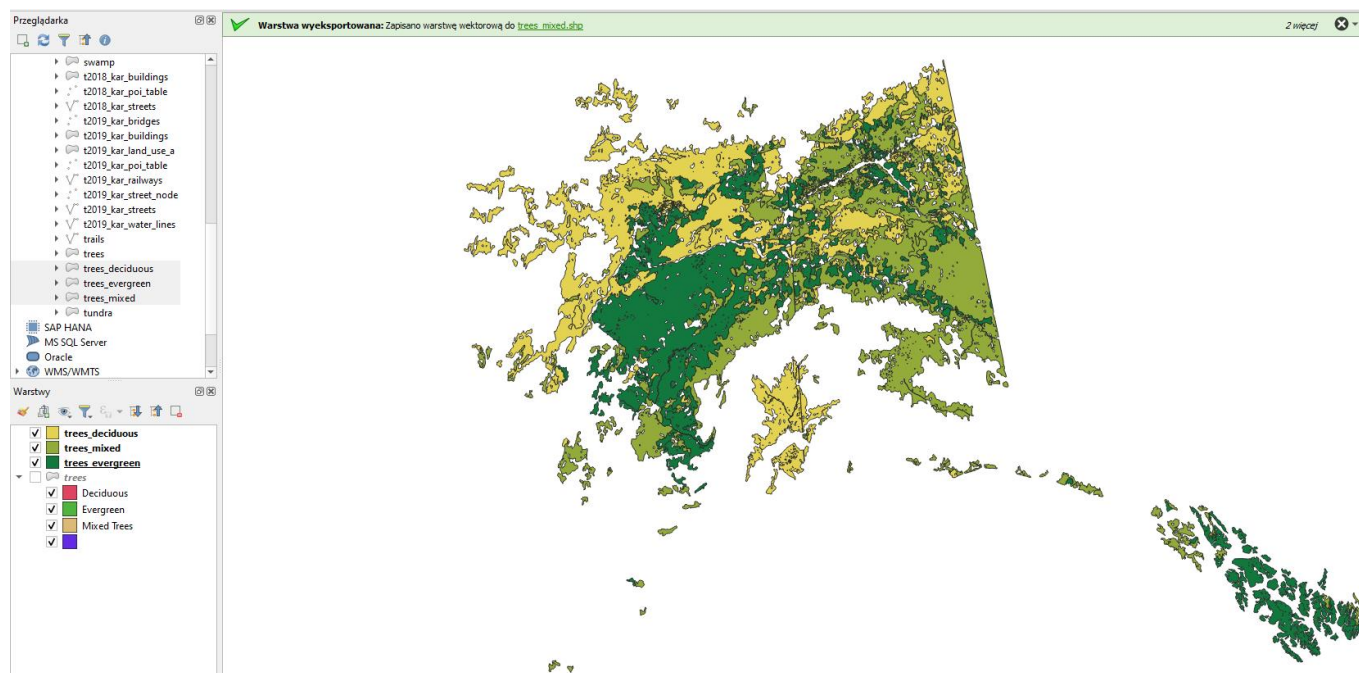 Przeglądarka
Warstwa wyeksportowana: Zapisano warstwę wektorową do trees_mixed.shp
2 więcej
swamp
t2018_kar_buildings
t2018_kar_poi_table
t2018_kar_streets
t2019_kar_bridges
t2019_kar_buildings
t2019_kar_land_use_a
t2019_kar_poi_table
t2019_kar_railways
t2019_kar_street_node
t2019_kar_streets
t2019_kar_water_lines
trails
trees
trees_deciduous
trees_evergreen
trees_mixed
tundra
SAP HANA
MS SQL Server
Oracle
WMS/WMTS
Warstwy
trees_deciduous
trees_mixed
trees_evergreen
trees
Deciduous
Evergreen
Mixed Trees